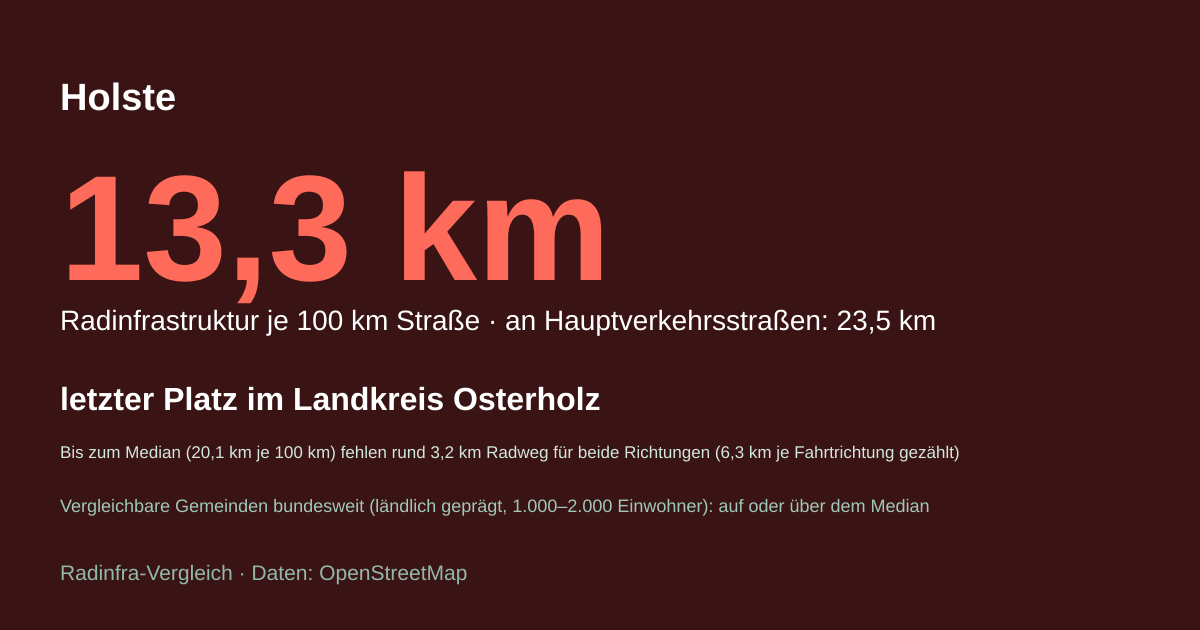 Holste
13,3 km
Radinfrastruktur je 100 km Straße · an Hauptverkehrsstraßen: 23,5 km
letzter Platz im Landkreis Osterholz
Bis zum Median (20,1 km je 100 km) fehlen rund 3,2 km Radweg für beide Richtungen (6,3 km je Fahrtrichtung gezählt)
Vergleichbare Gemeinden bundesweit (ländlich geprägt, 1.000–2.000 Einwohner): auf oder über dem Median
Radinfra-Vergleich · Daten: OpenStreetMap